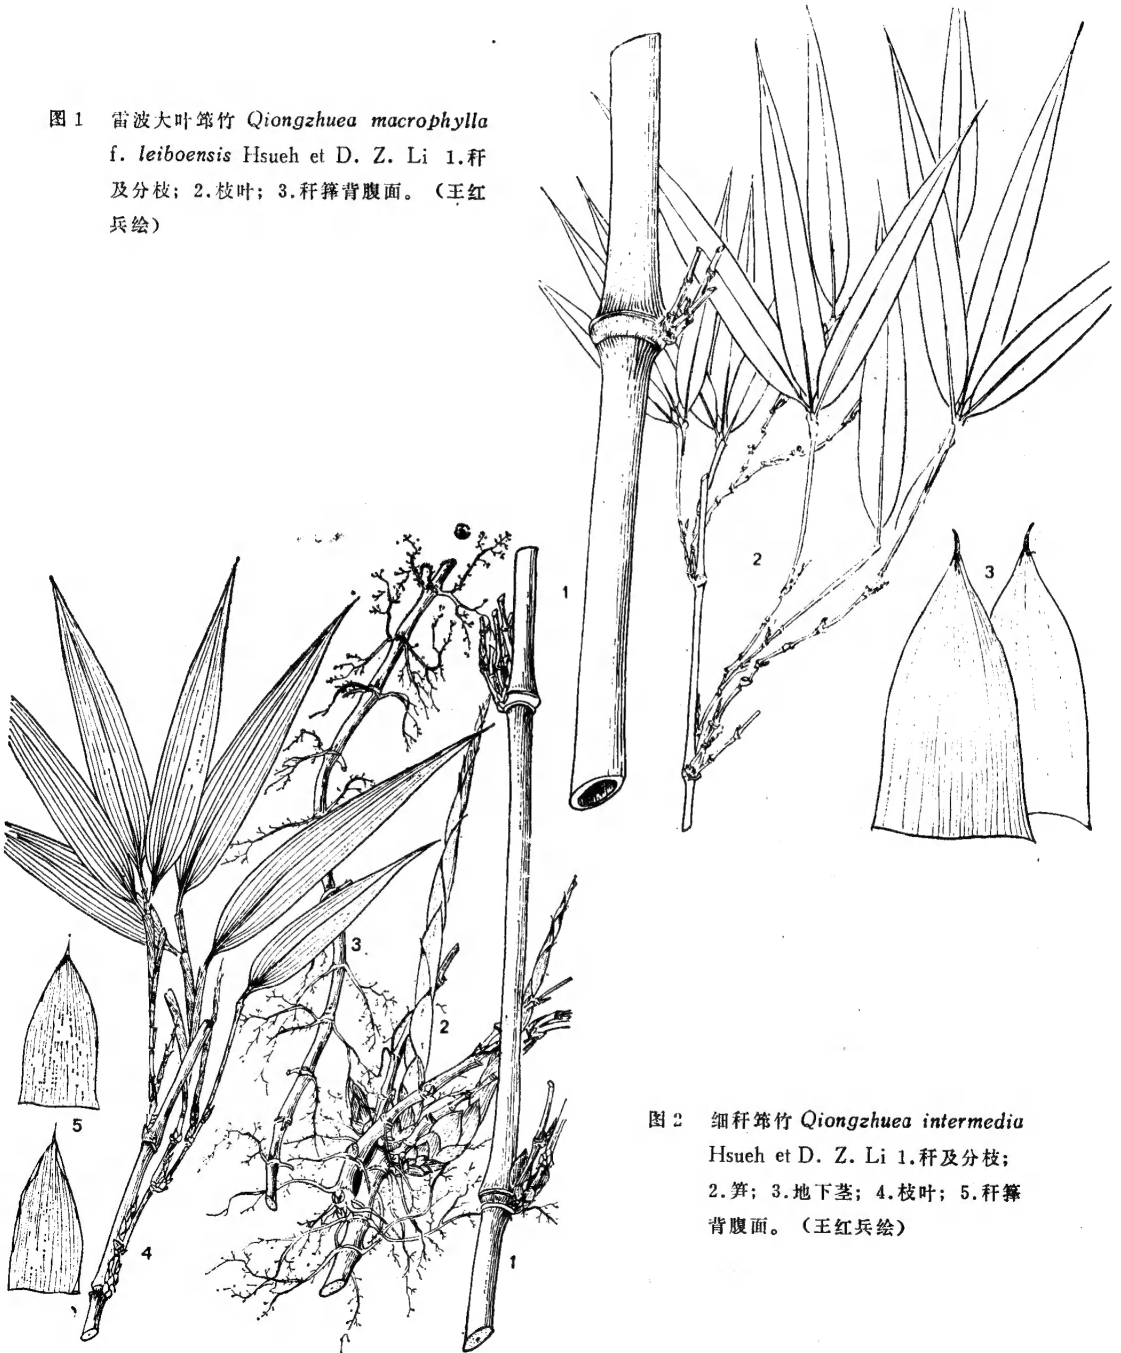 图1 雷波大叶筇竹 Qiongzhuea macrophylla
f. leiboensis Hsueh et D. Z. Li 1.秆
及分枝; 2.枝叶; 3.秆箨背腹面。(王红
兵绘)
1
2
3
1
2
3
4
5
1
图2 细秆筇竹 Qiongzhuea intermedia
Hsueh et D. Z. Li 1.秆及分枝;
2.笋; 3.地下茎; 4.枝叶; 5.秆箨
背腹面。(王红兵绘)